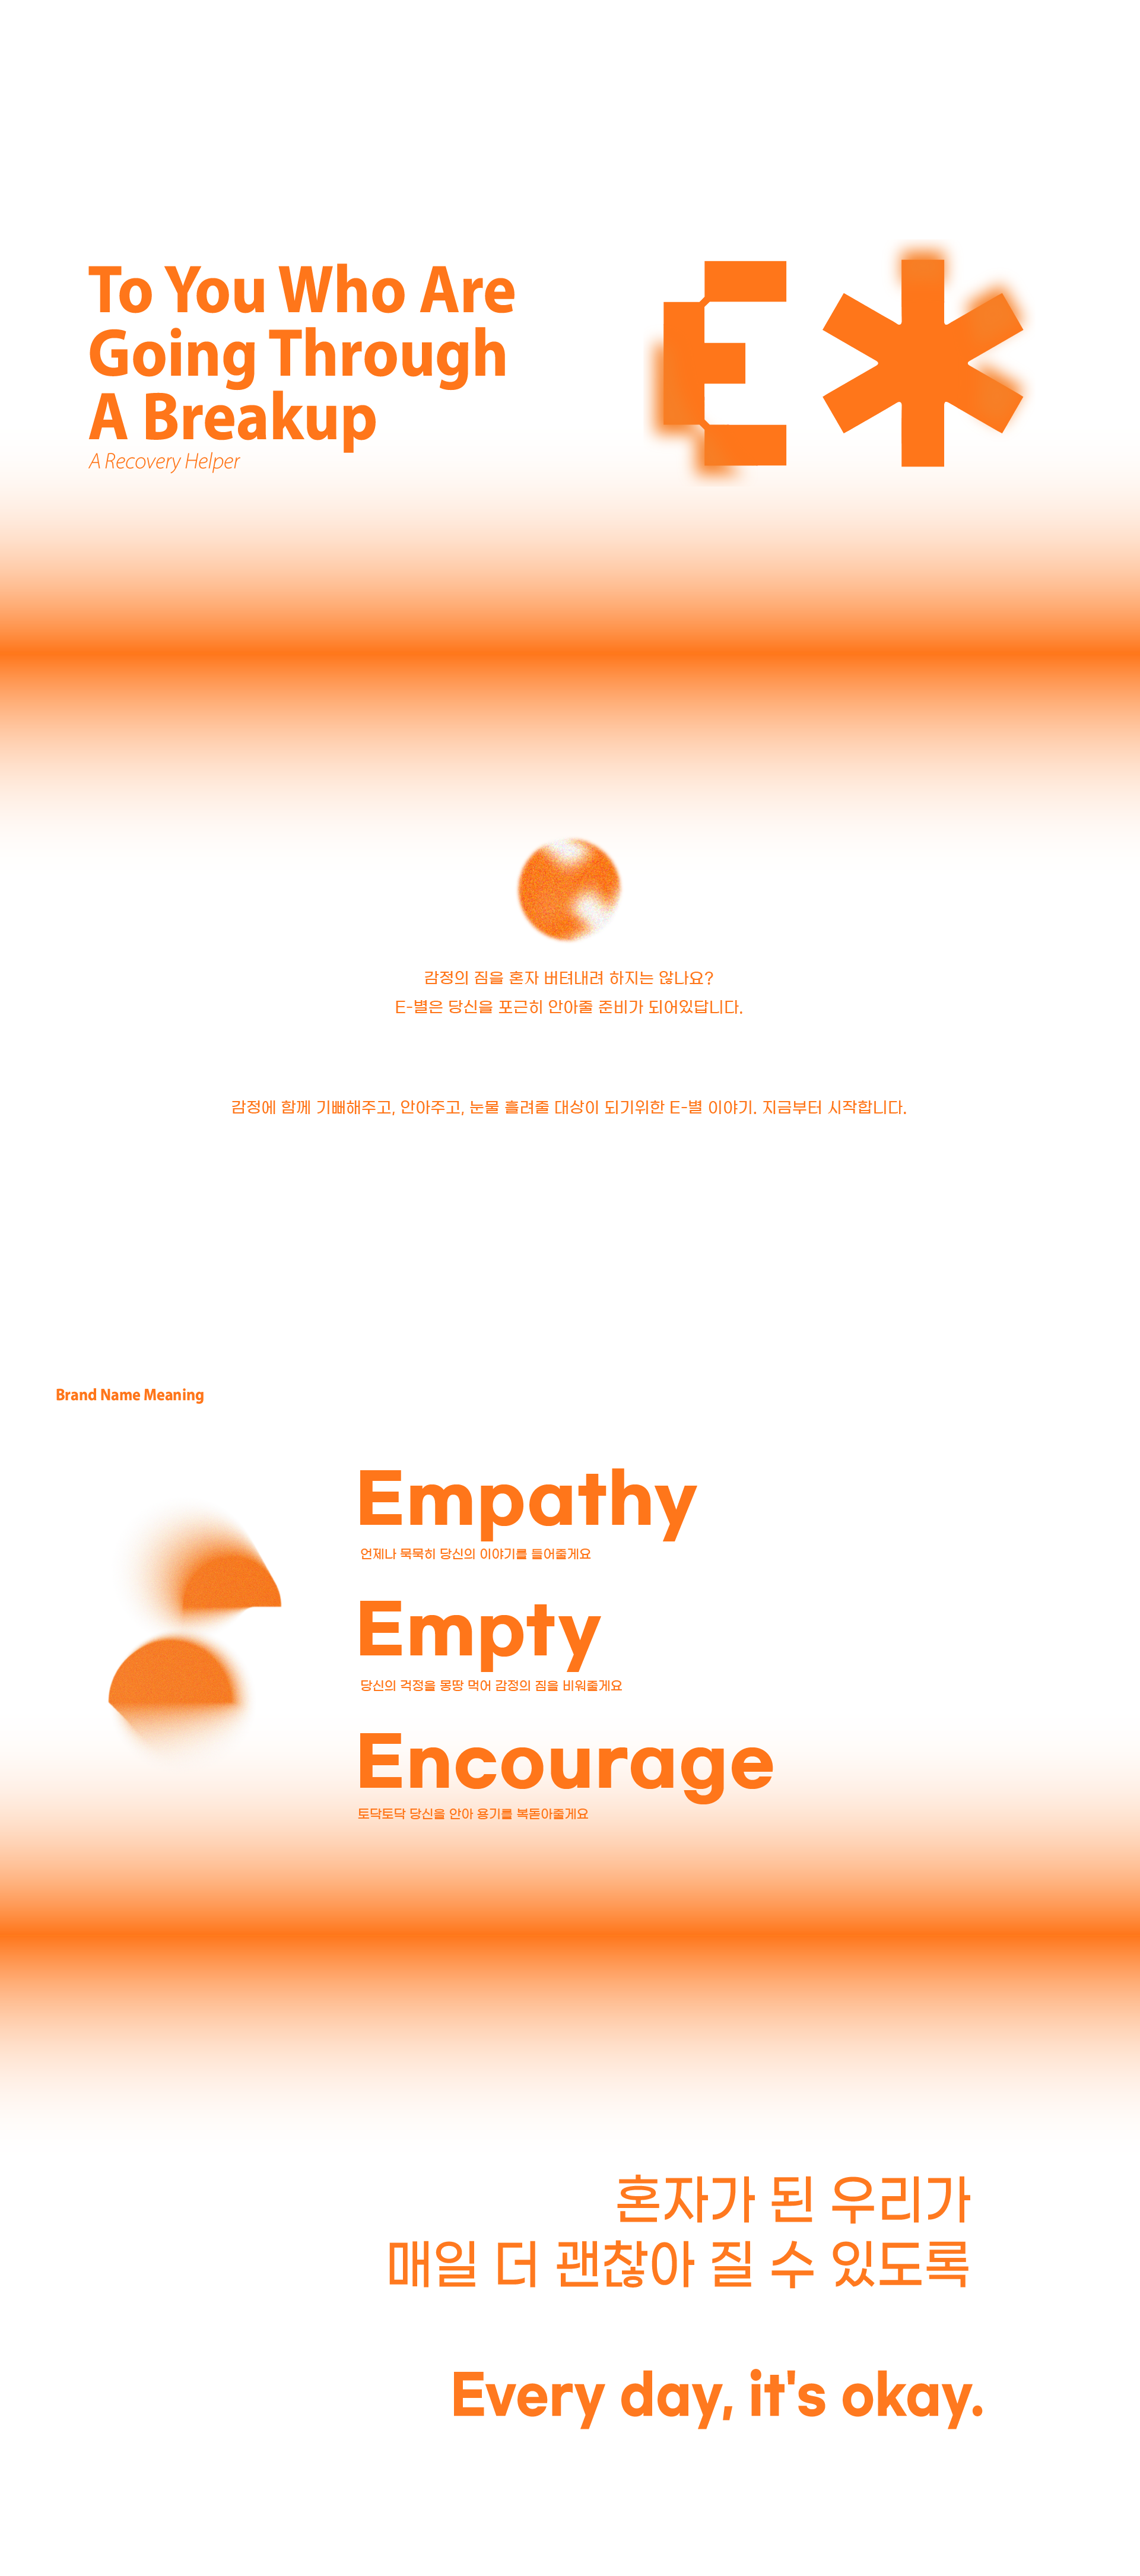 To You Who Are
Going Through
A Breakup
A Recovery Helper
E*
감정의 짐을 혼자 버텨내려 하지는 않나요?
E-별은 당신을 포근히 안아줄 준비가 되어있답니다.
감정에 함께 기뻐해주고, 안아주고, 눈물 흘려줄 대상이 되기위한 E-별 이야기. 지금부터 시작합니다.
Brand Name Meaning
Empathy
언제나 묵묵히 당신의 이야기를 들어줄게요
Empty
당신의 걱정을 몽땅 먹어 감정의 짐을 비워줄게요
Encourage
토닥토닥 당신을 안아 용기를 복돋아줄게요
혼자가 된 우리가
매일 더 괜찮아 질 수 있도록
Every day, it's okay.